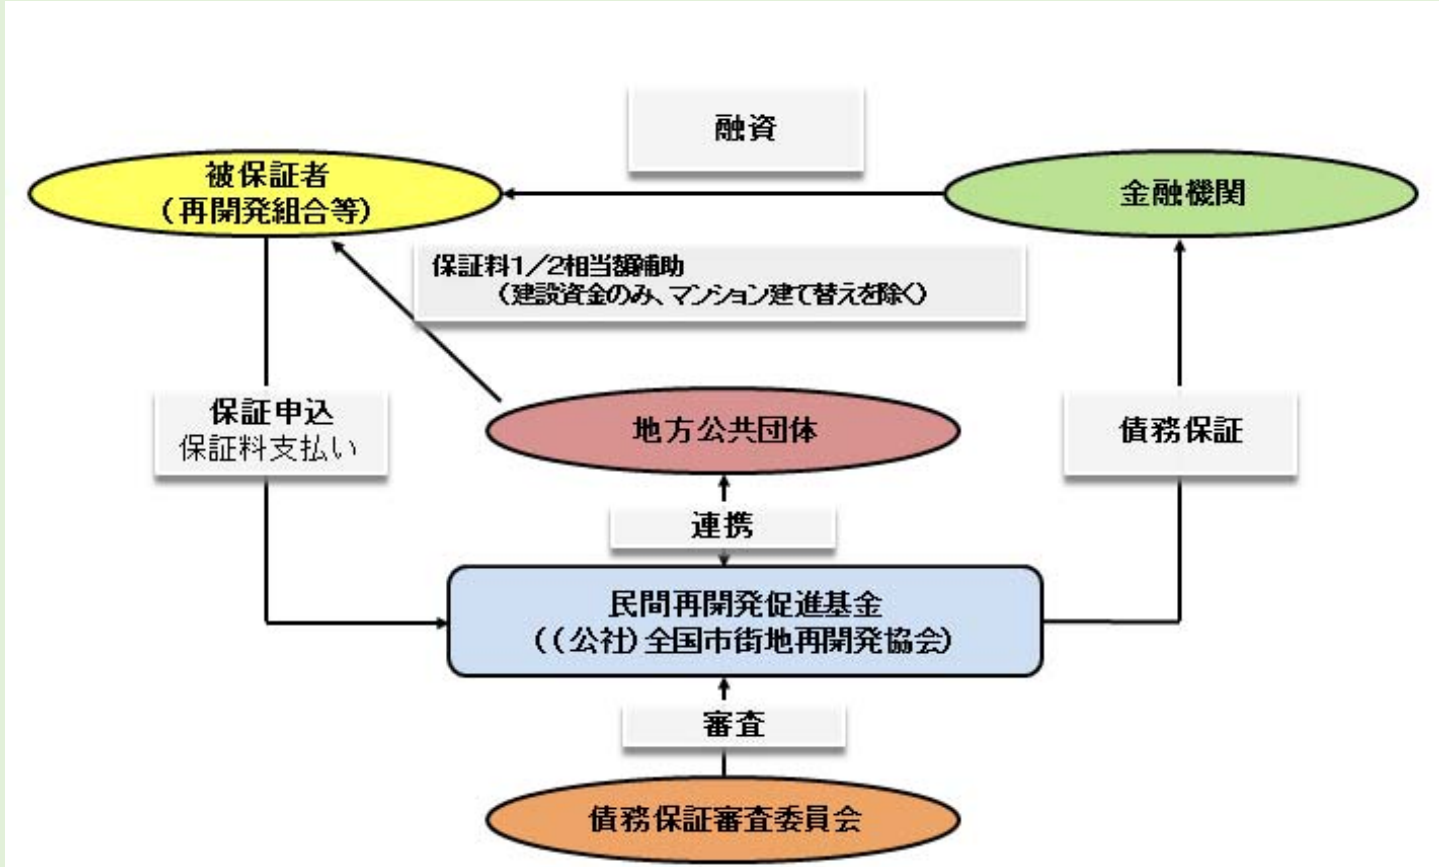 融資
被保証者
(再開発組合等)
金融機関
保証料1/2相当額補助
(建設資金のみ、マンション建て替えを除く)
保証申込
保証料支払い
地方公共団体
債務保証
連携
民間再開発促進基金
((公社)全国市街地再開発協会)
審査
債務保証審査委員会